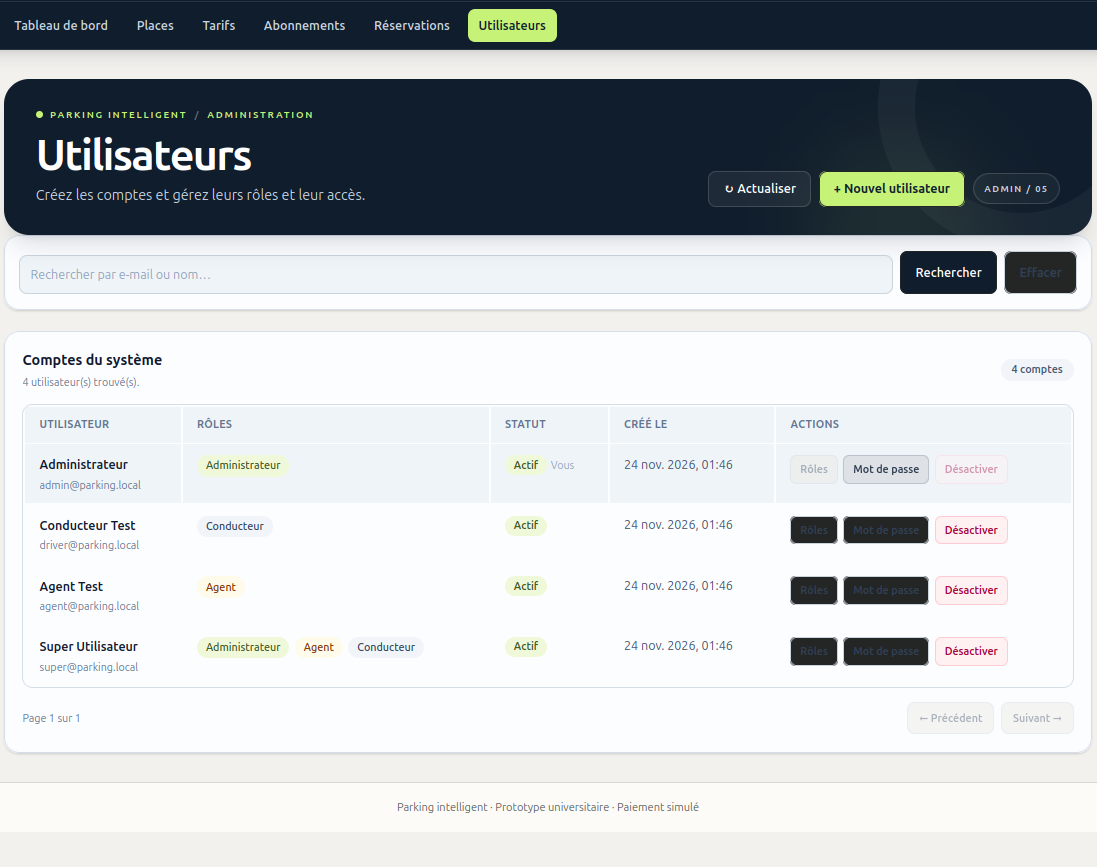 Tableau de bord Places Tarifs Abonnements Réservations Utilisateurs
PARKING INTELLIGENT / ADMINISTRATION
Utilisateurs
Créez les comptes et gérez leurs rôles et leur accès.
↻ Actualiser + Nouvel utilisateur ADMIN / 05
Rechercher par e-mail ou nom… Rechercher Effacer
Comptes du système
4 utilisateur(s) trouvé(s).
4 comptes
UTILISATEUR RÔLES STATUT CRÉÉ LE ACTIONS
Administrateur Administrateur Actif Vous 24 nov. 2026, 01:46 Rôles Mot de passe Désactiver
admin@parking.local
Conducteur Test Conducteur Actif 24 nov. 2026, 01:46 Rôles Mot de passe Désactiver
driver@parking.local
Agent Test Agent Actif 24 nov. 2026, 01:46 Rôles Mot de passe Désactiver
agent@parking.local
Super Utilisateur Administrateur Agent Conducteur Actif 24 nov. 2026, 01:46 Rôles Mot de passe Désactiver
super@parking.local
Page 1 sur 1 ← Précédent Suivant →
Parking intelligent · Prototype universitaire · Paiement simulé